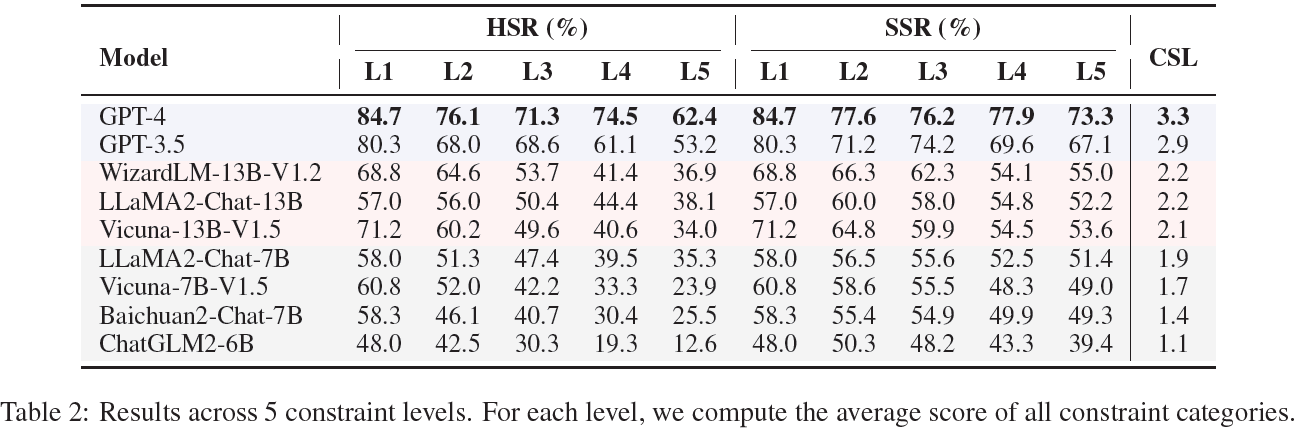 Model HSR (%) SSR (%) CSL
L1 L2 L3 L4 L5 L1 L2 L3 L4 L5
GPT-4 84.7 76.1 71.3 74.5 62.4 84.7 77.6 76.2 77.9 73.3 3.3
GPT-3.5 80.3 68.0 68.6 61.1 53.2 80.3 71.2 74.2 69.6 67.1 2.9
WizardLM-13B-V1.2 68.8 64.6 53.7 41.4 36.9 68.8 66.3 62.3 54.1 55.0 2.2
LLaMA2-Chat-13B 57.0 56.0 50.4 44.4 38.1 57.0 60.0 58.0 54.8 52.2 2.2
Vicuna-13B-V1.5 71.2 60.2 49.6 40.6 34.0 71.2 64.8 59.9 54.5 53.6 2.1
LLaMA2-Chat-7B 58.0 51.3 47.4 39.5 35.3 58.0 56.5 55.6 52.5 51.4 1.9
Vicuna-7B-V1.5 60.8 52.0 42.2 33.3 23.9 60.8 58.6 55.5 48.3 49.0 1.7
Baichuan2-Chat-7B 58.3 46.1 40.7 30.4 25.5 58.3 55.4 54.9 49.9 49.3 1.4
ChatGLM2-6B 48.0 42.5 30.3 19.3 12.6 48.0 50.3 48.2 43.3 39.4 1.1
Table 2: Results across 5 constraint levels. For each level, we compute the average score of all constraint categories.